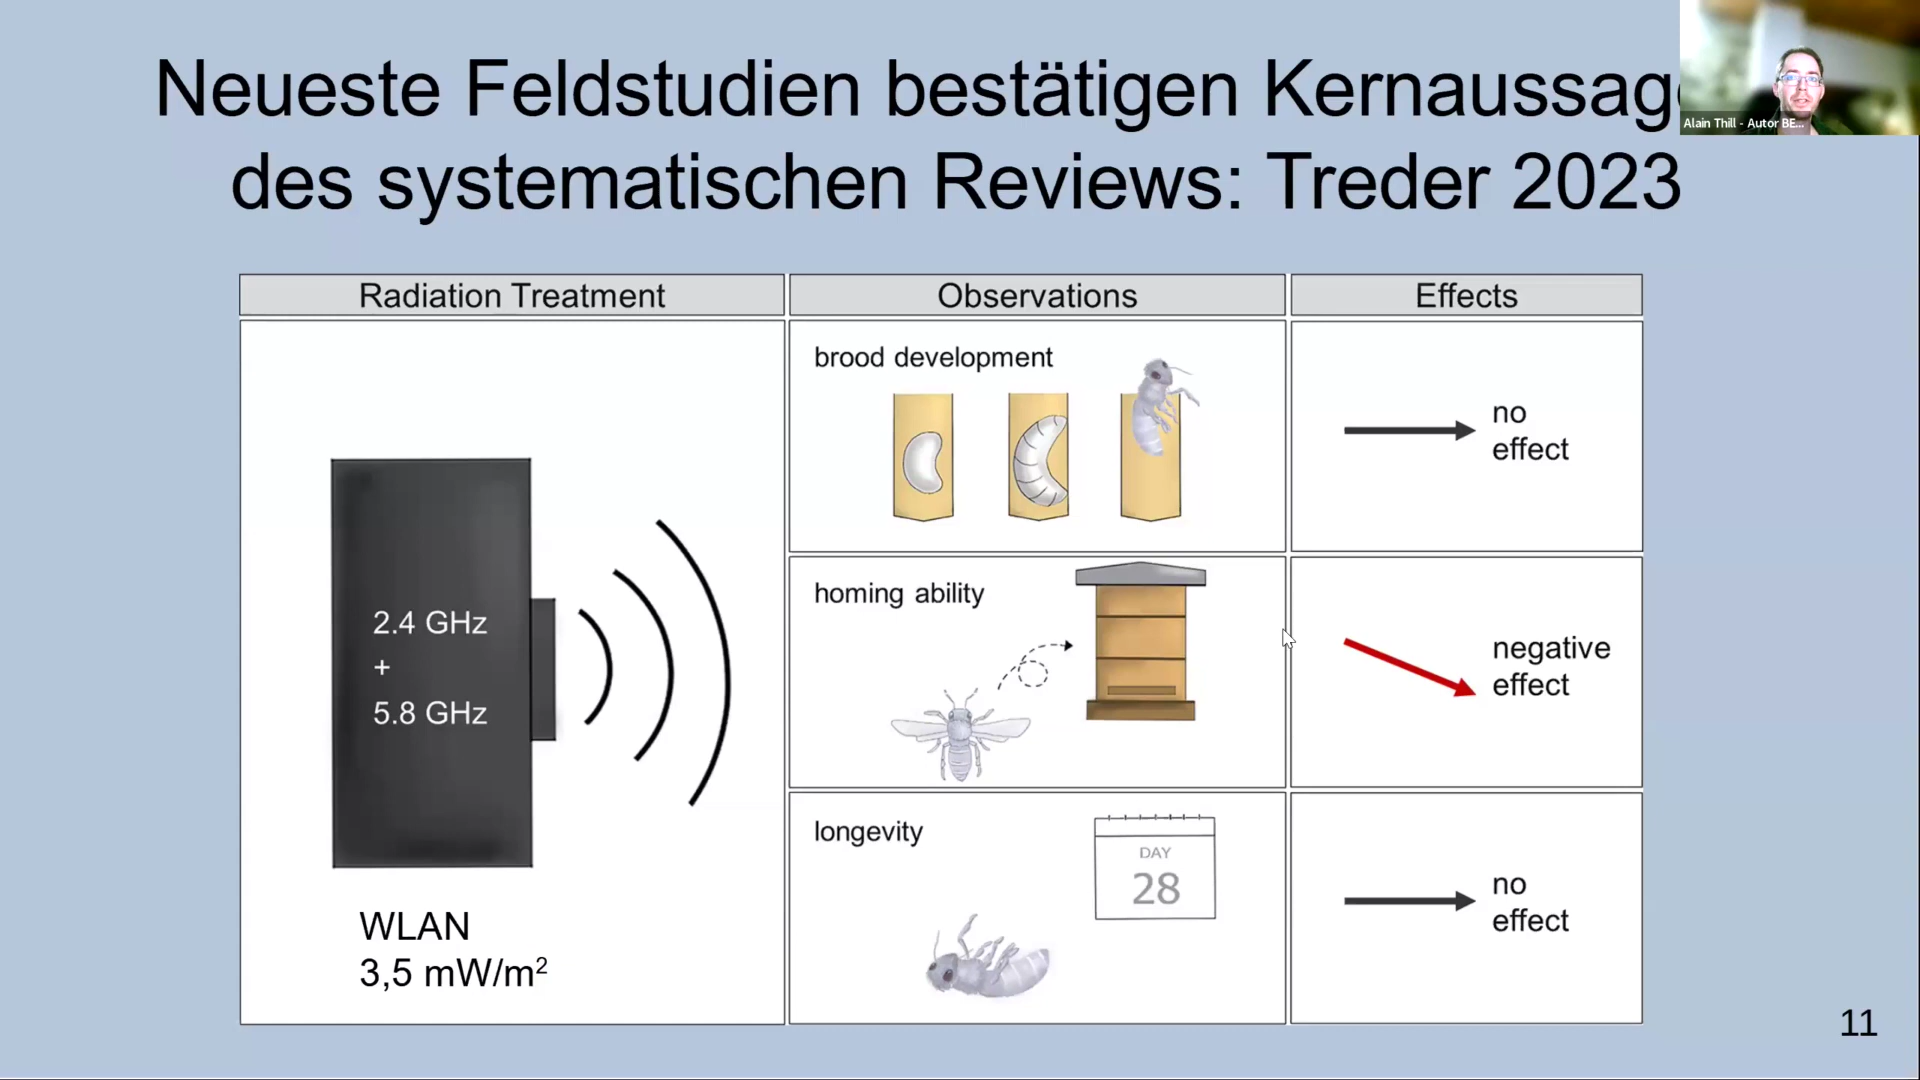 Neueste Feldstudien bestätigen Kernaussag
des systematischen Reviews: Treder 2023
Alain Thill - Autor BE...
Radiation Treatment
Observations
Effects
2.4 GHz
+
5.8 GHz
WLAN
3,5 mW/m²
brood development
no
effect
homing ability
negative
effect
longevity
DAY
28
no
effect
11